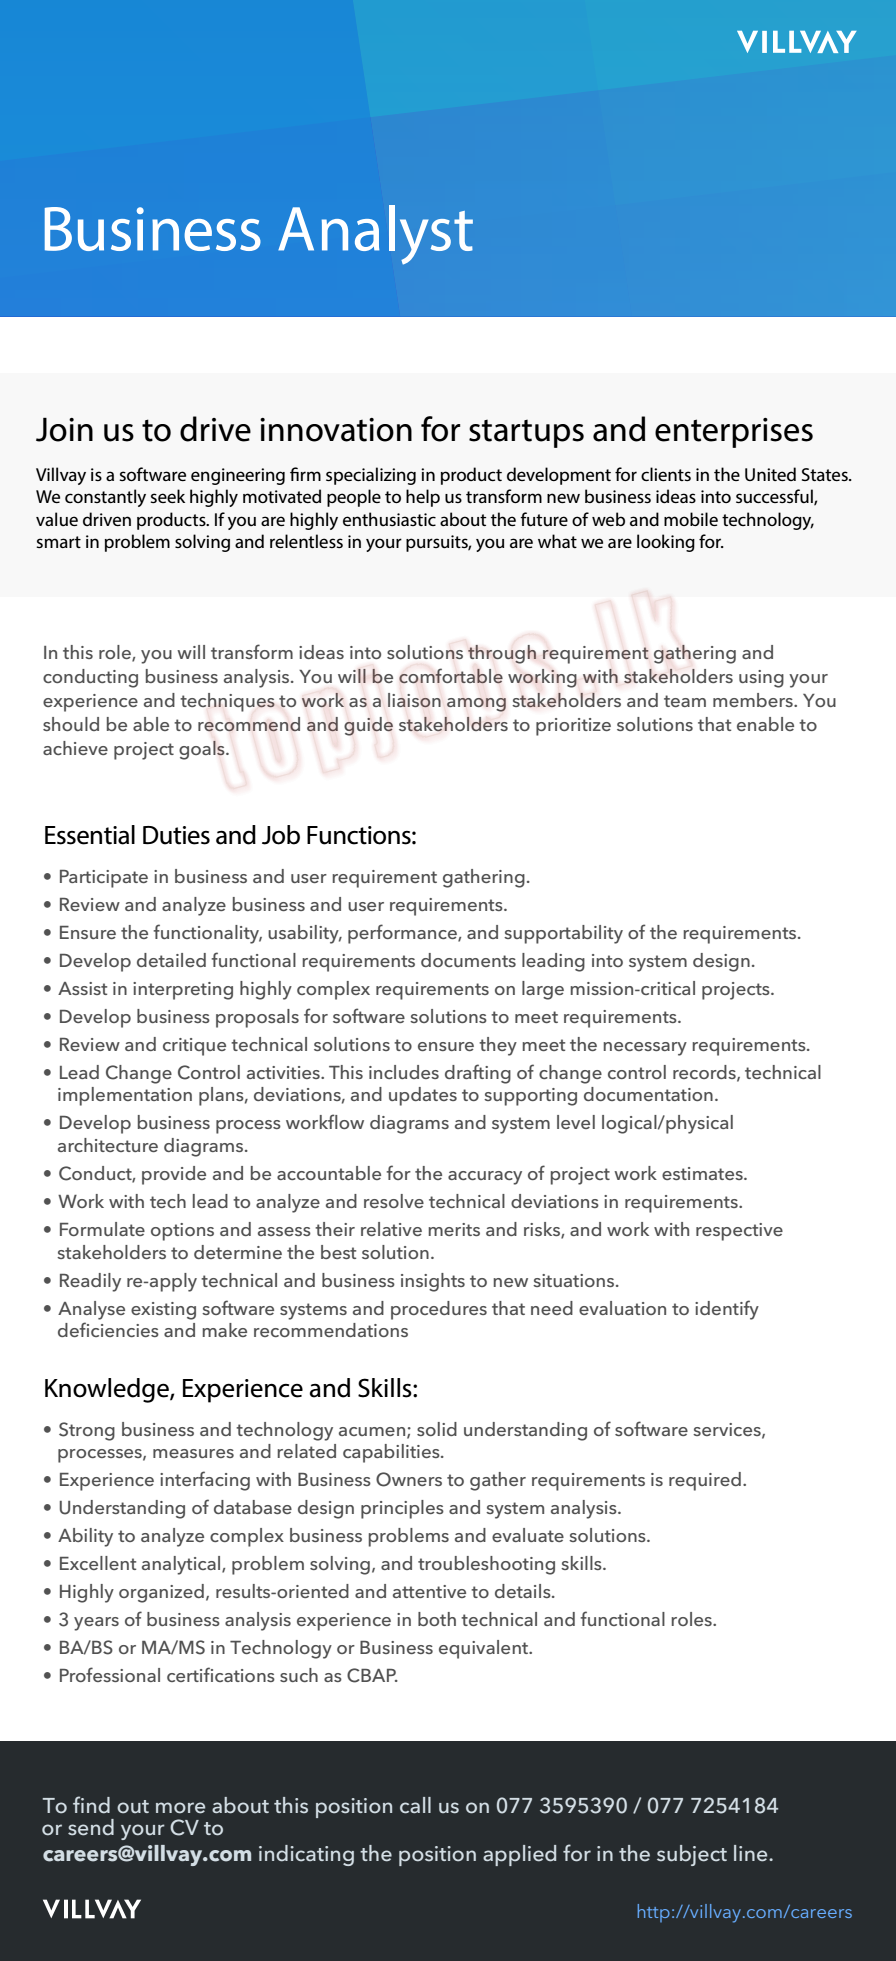 VILLVAY
Business Analyst
Join us to drive innovation for startups and enterprises
Villvay is a software engineering firm specializing in product development for clients in the United States.
We constantly seek highly motivated people to help us transform new business ideas into successful,
value driven products. If you are highly enthusiastic about the future of web and mobile technology,
smart in problem solving and relentless in your pursuits, you are what we are looking for.
topjobs.lk
In this role, you will transform ideas into solutions through requirement gathering and
conducting business analysis. You will be comfortable working with stakeholders using your
experience and techniques to work as a liaison among stakeholders and team members. You
should be able to recommend and guide stakeholders to prioritize solutions that enable to
achieve project goals.
Essential Duties and Job Functions:
• Participate in business and user requirement gathering.
• Review and analyze business and user requirements.
• Ensure the functionality, usability, performance, and supportability of the requirements.
• Develop detailed functional requirements documents leading into system design.
• Assist in interpreting highly complex requirements on large mission-critical projects.
• Develop business proposals for software solutions to meet requirements.
• Review and critique technical solutions to ensure they meet the necessary requirements.
• Lead Change Control activities. This includes drafting of change control records, technical
implementation plans, deviations, and updates to supporting documentation.
• Develop business process workflow diagrams and system level logical/physical
architecture diagrams.
• Conduct, provide and be accountable for the accuracy of project work estimates.
• Work with tech lead to analyze and resolve technical deviations in requirements.
• Formulate options and assess their relative merits and risks, and work with respective
stakeholders to determine the best solution.
• Readily re-apply technical and business insights to new situations.
• Analyse existing software systems and procedures that need evaluation to identify
deficiencies and make recommendations
Knowledge, Experience and Skills:
• Strong business and technology acumen; solid understanding of software services,
processes, measures and related capabilities.
• Experience interfacing with Business Owners to gather requirements is required.
• Understanding of database design principles and system analysis.
• Ability to analyze complex business problems and evaluate solutions.
• Excellent analytical, problem solving, and troubleshooting skills.
• Highly organized, results-oriented and attentive to details.
• 3 years of business analysis experience in both technical and functional roles.
• BA/BS or MA/MS in Technology or Business equivalent.
• Professional certifications such as CBAP.
To find out more about this position call us on 077 3595390 / 077 7254184
or send your CV to
careers@villvay.com indicating the position applied for in the subject line.
VILLVAY
http://villvay.com/careers